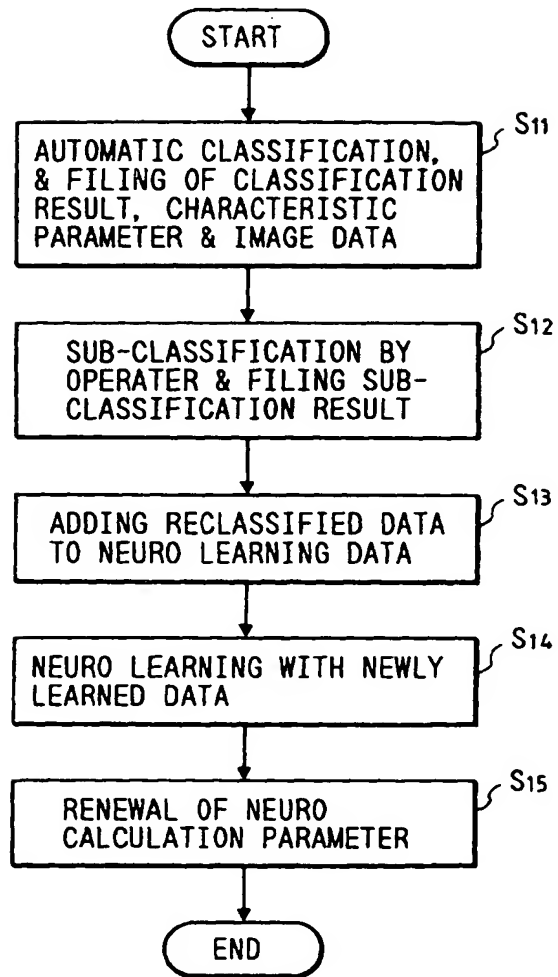 START
S11
AUTOMATIC CLASSIFICATION,
& FILING OF CLASSIFICATION
RESULT, CHARACTERISTIC
PARAMETER & IMAGE DATA
S12
SUB-CLASSIFICATION BY
OPERATER & FILING SUB-
CLASSIFICATION RESULT
S13
ADDING RECLASSIFIED DATA
TO NEURO LEARNING DATA
S14
NEURO LEARNING WITH NEWLY
LEARNED DATA
S15
RENEWAL OF NEURO
CALCULATION PARAMETER
END